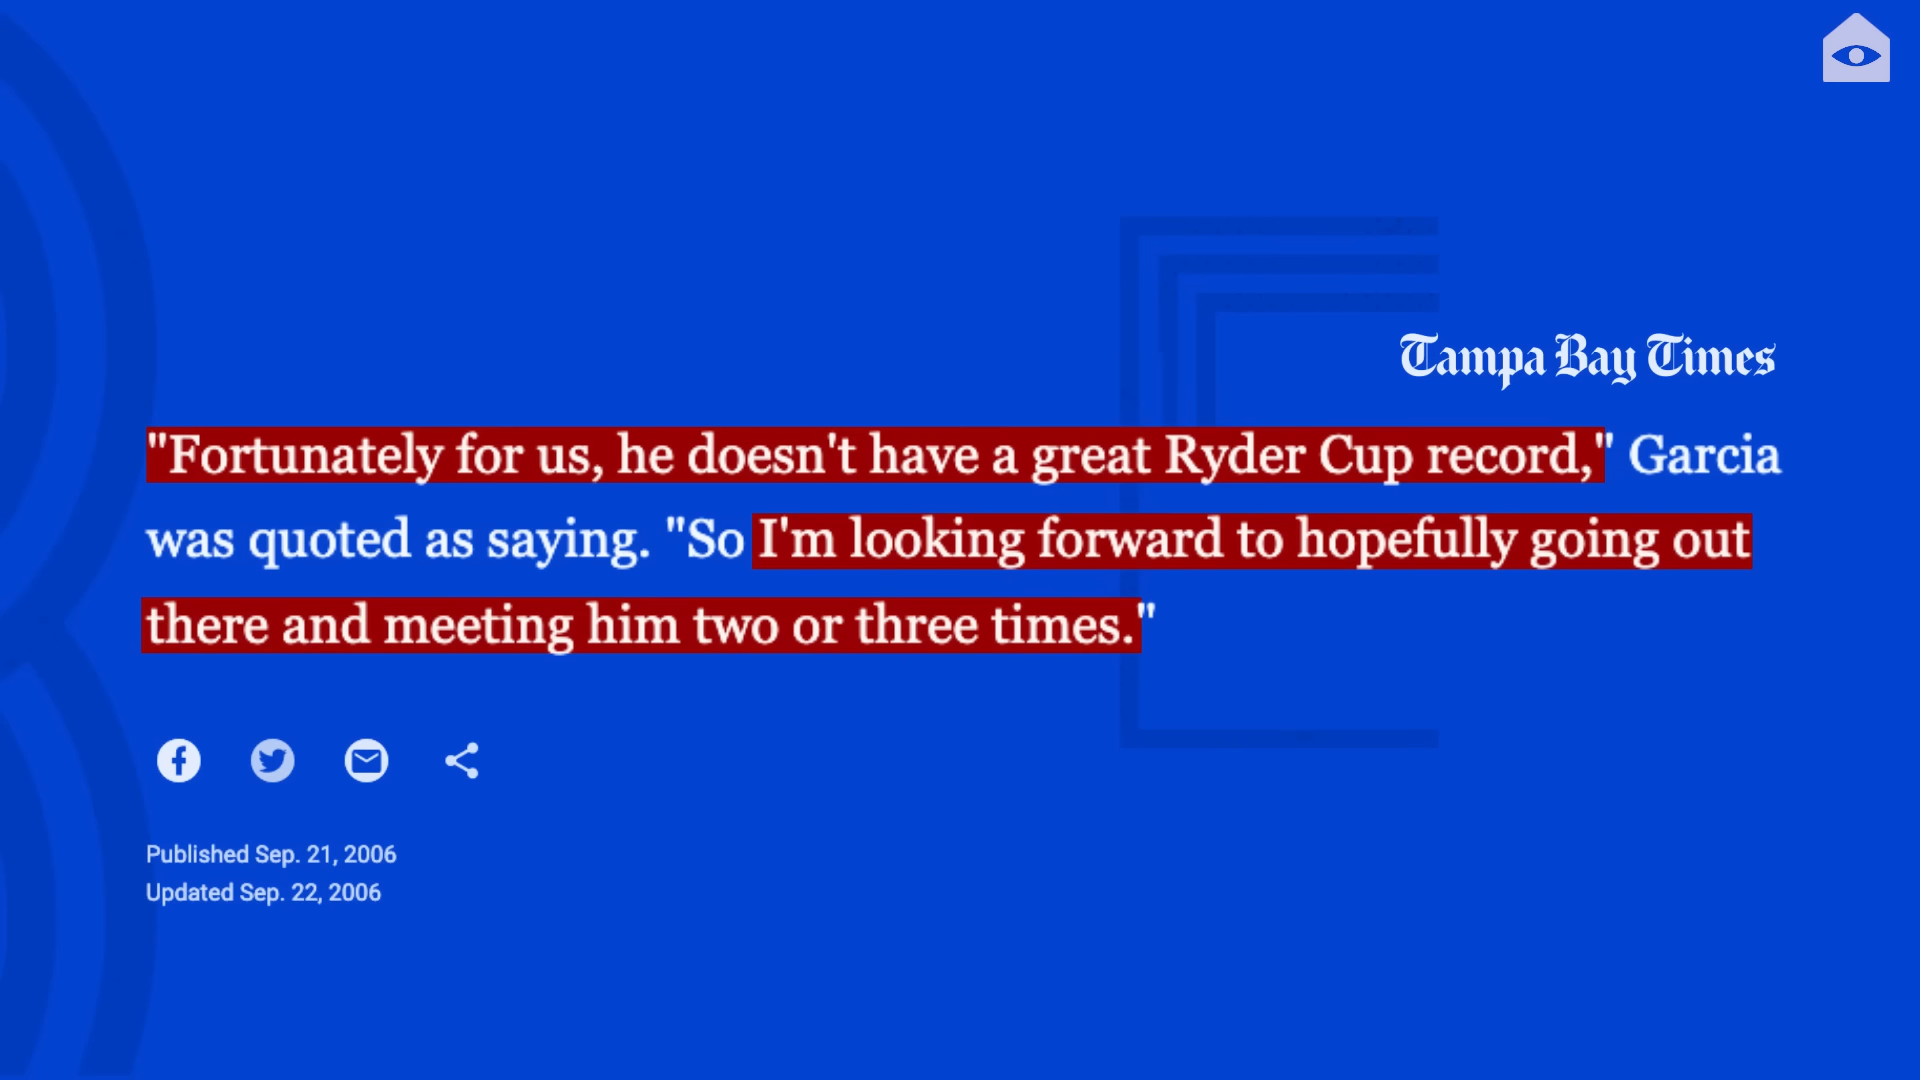 Tampa Bay Times
"Fortunately for us, he doesn't have a great Ryder Cup record," Garcia
was quoted as saying. "So I'm looking forward to hopefully going out
there and meeting him two or three times."
Published Sep. 21, 2006
Updated Sep. 22, 2006